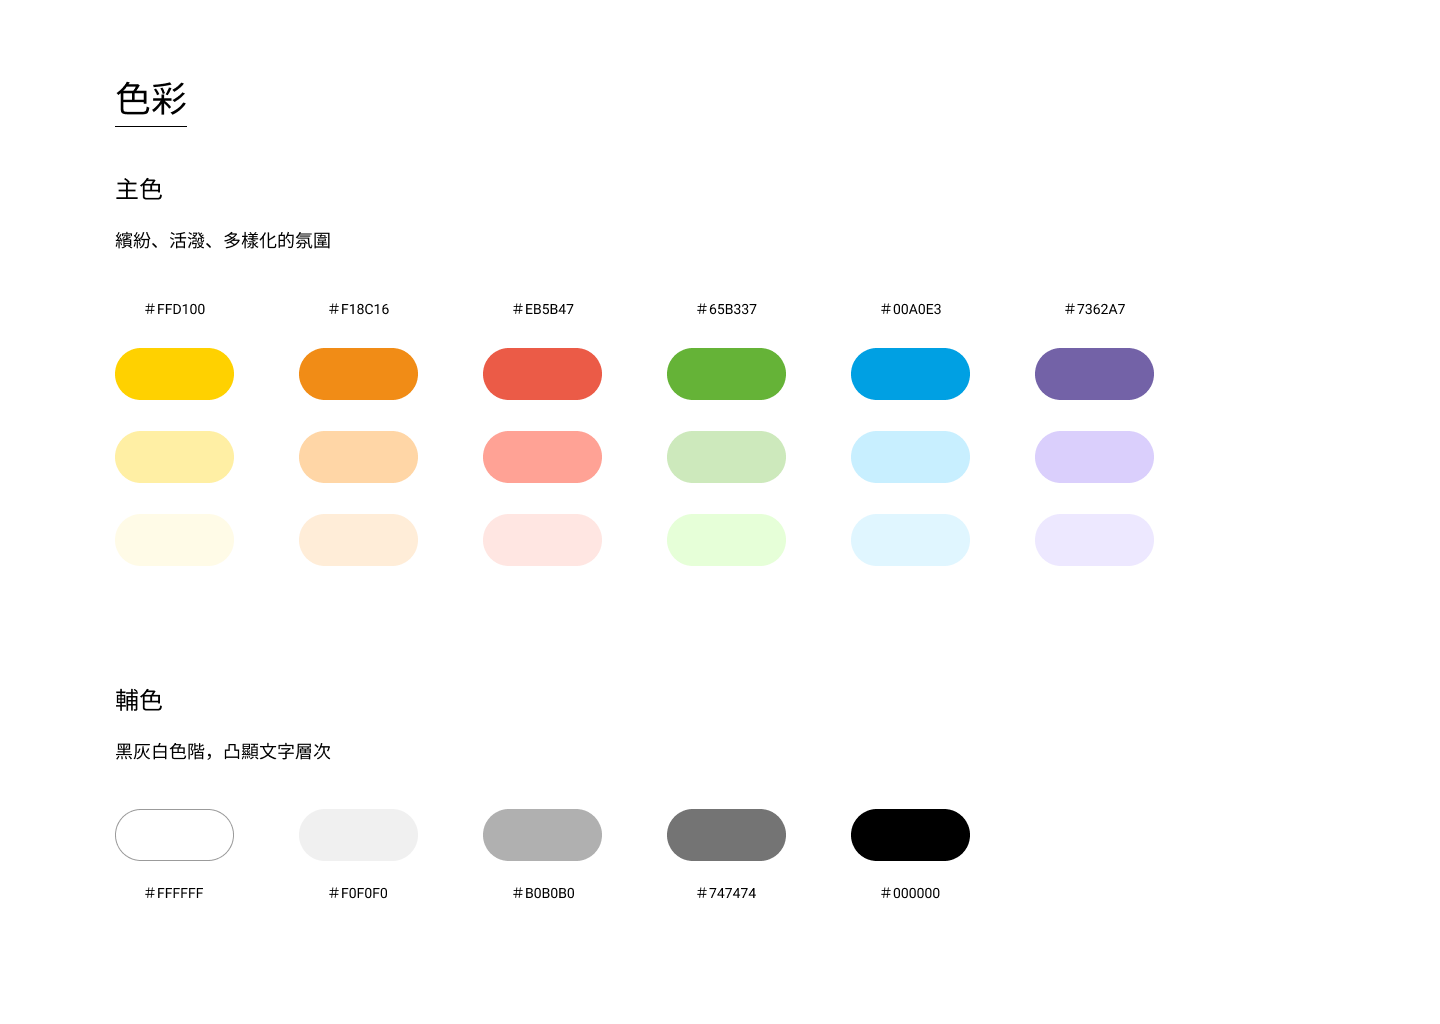 色彩
主色
繽紛、活潑、多樣化的氛圍
＃FFD100 ＃F18C16 ＃EB5B47 ＃65B337 ＃00A0E3 ＃7362A7
輔色
黑灰白色階，凸顯文字層次
＃FFFFFF ＃F0F0F0 ＃B0B0B0 ＃747474 ＃000000